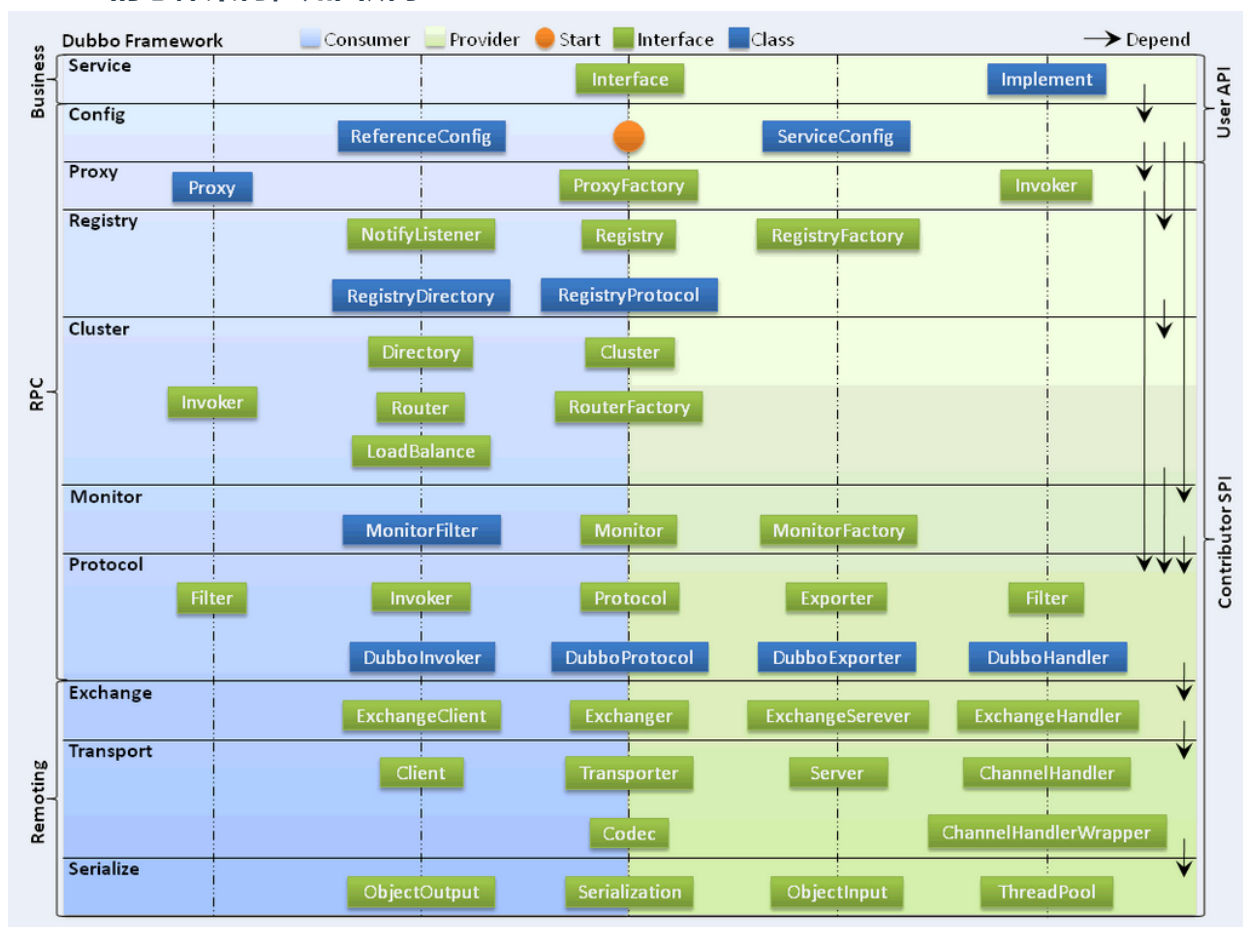 Dubbo Framework Consumer Provider Start Interface Class Depend
Business
Service
Interface
Implement
User API
Config
ReferenceConfig
ServiceConfig
RPC
Proxy
Proxy
ProxyFactory
Invoker
Contributor SPI
Registry
NotifyListener
Registry
RegistryFactory
RegistryDirectory
RegistryProtocol
Cluster
Directory
Cluster
Invoker
Router
RouterFactory
LoadBalance
Monitor
MonitorFilter
Monitor
MonitorFactory
Protocol
Filter
Invoker
Protocol
Exporter
Filter
DubboInvoker
DubboProtocol
DubboExporter
DubboHandler
Remoting
Exchange
ExchangeClient
Exchanger
ExchangeSerever
ExchangeHandler
Transport
Client
Transporter
Server
ChannelHandler
Codec
ChannelHandlerWrapper
Serialize
ObjectOutput
Serialization
ObjectInput
ThreadPool